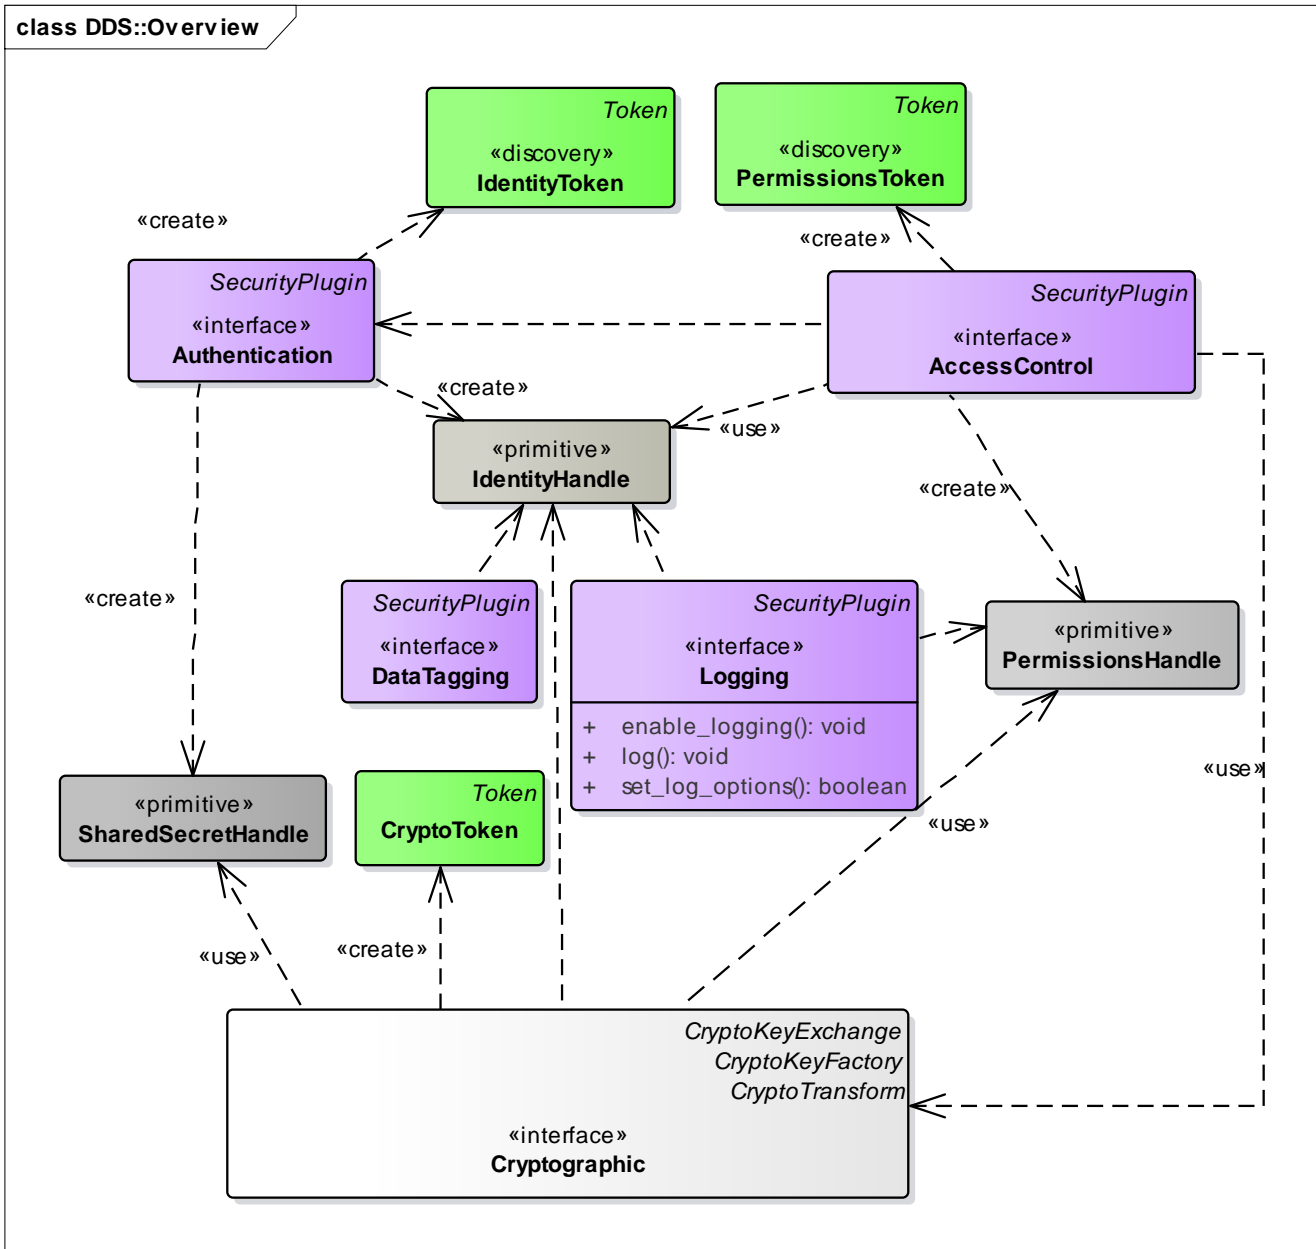 class DDS::Overview
Token
«discovery»
IdentityToken
Token
«discovery»
PermissionsToken
«create»
«create»
SecurityPlugin
«interface»
Authentication
SecurityPlugin
«interface»
AccessControl
«create»
«use»
«primitive»
IdentityHandle
«create»
«create»
SecurityPlugin
«interface»
DataTagging
SecurityPlugin
«interface»
Logging
+ enable_logging(): void
+ log(): void
+ set_log_options(): boolean
«primitive»
PermissionsHandle
«use»
«primitive»
SharedSecretHandle
Token
CryptoToken
«use»
«use»
«create»
CryptoKeyExchange
CryptoKeyFactory
CryptoTransform
«interface»
Cryptographic